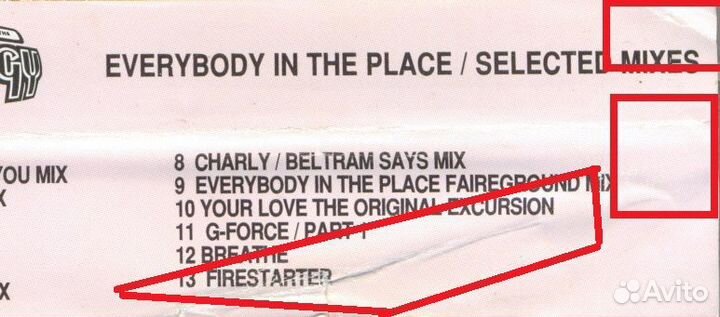 THA
EVERYBODY IN THE PLACE / SELECTED MIXES
8 CHARLY / BELTRAM SAYS MIX
YOU MIX
9 EVERYBODY IN THE PLACE FAIREGROUND MIX
X
10 YOUR LOVE THE ORIGINAL EXCURSION
11 G-FORCE / PART 1
12 BREATHE
13 FIRESTARTER
X
Avito